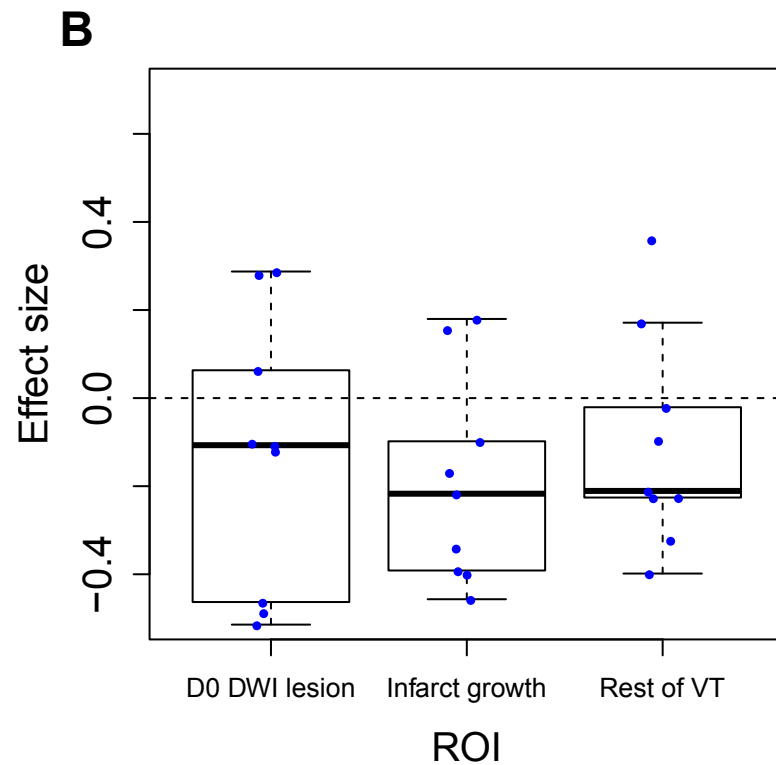 B
Effect size
0.4
0.0
−0.4
D0 DWI lesion
Infarct growth
Rest of VT
ROI